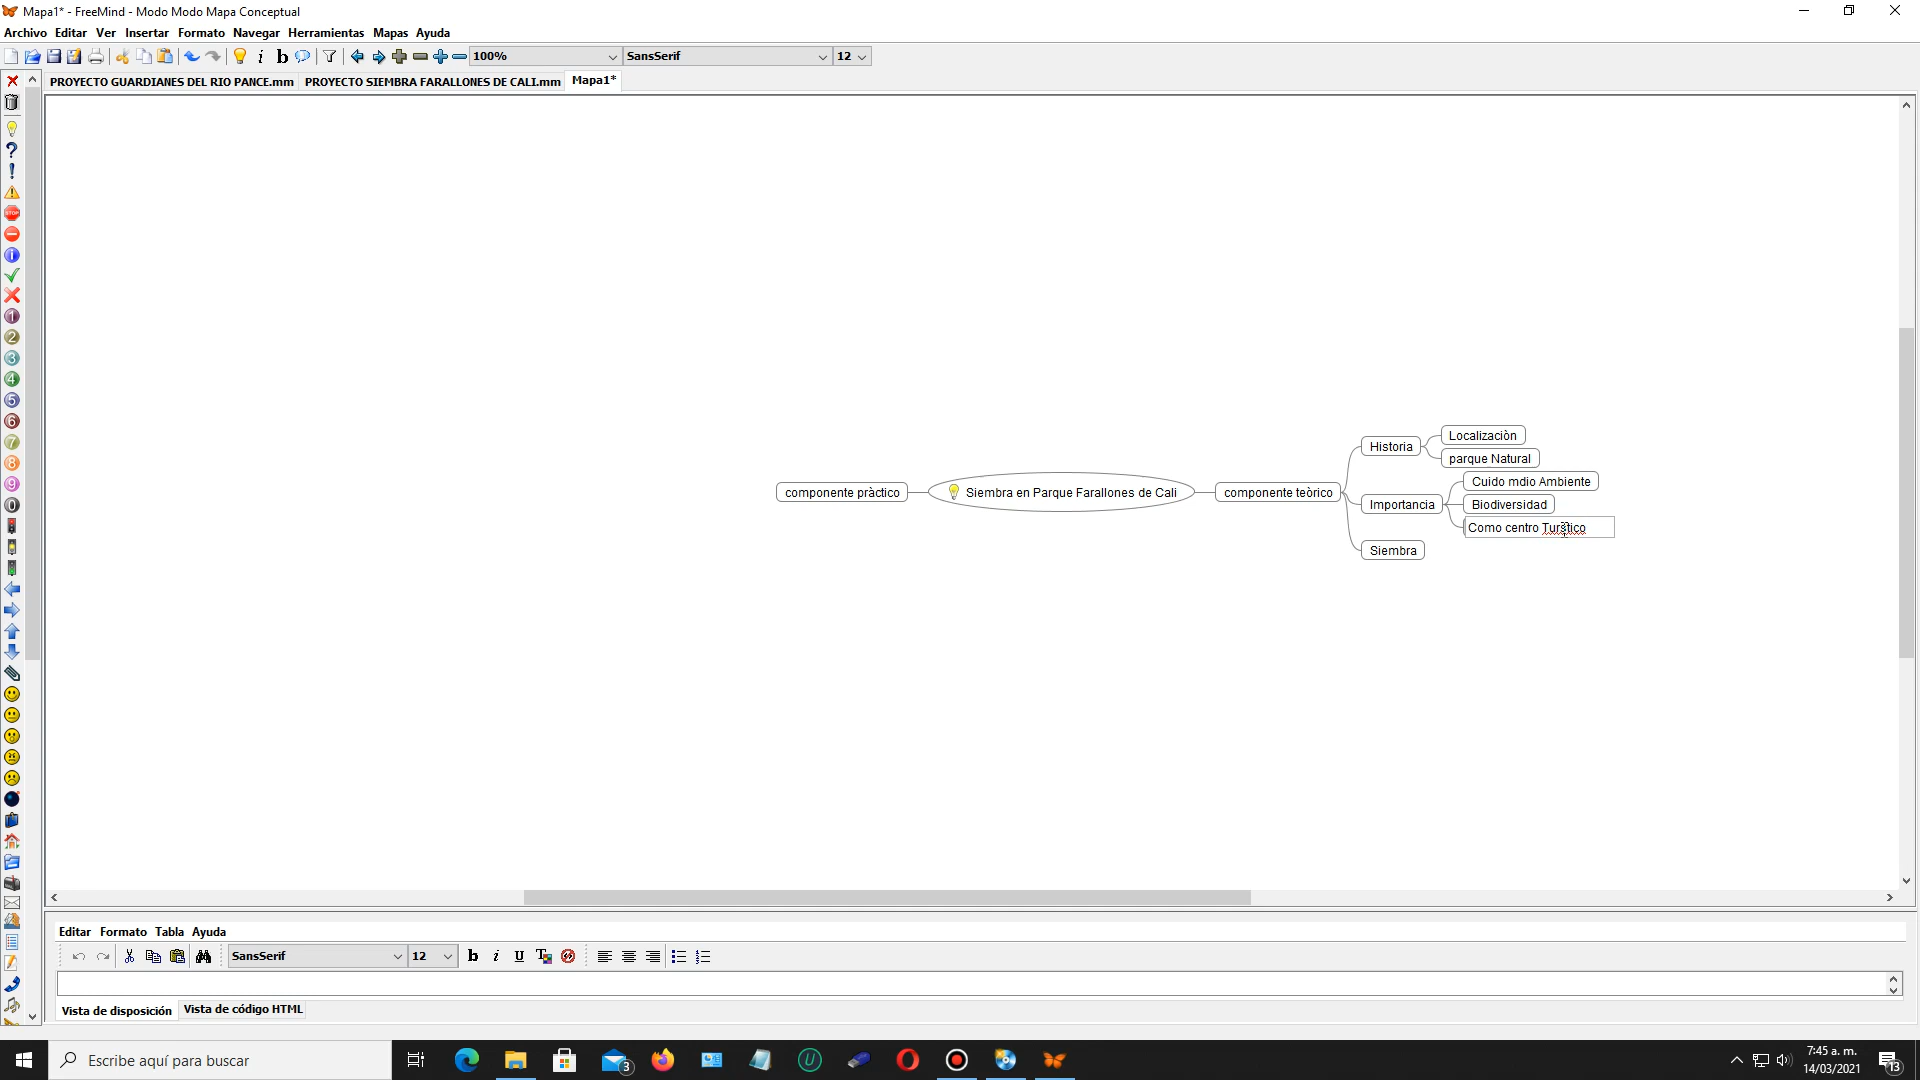 Mapa1* - FreeMind - Modo Modo Mapa Conceptual
Archivo Editar Ver Insertar Formato Navegar Herramientas Mapas Ayuda
100% SansSerif 12
PROYECTO GUARDIANES DEL RIO PANCE.mm PROYECTO SIEMBRA FARALLONES DE CALI.mm Mapa1*
Localizaciòn
Historia
parque Natural
Cuido mdio Ambiente
componente pràctico Siembra en Parque Farallones de Cali componente teòrico
Importancia Biodiversidad
Como centro Turstico
Siembra
Editar Formato Tabla Ayuda
SansSerif 12
Vista de disposición Vista de código HTML
Escribe aquí para buscar
3
7:45 a. m.
14/03/2021
13